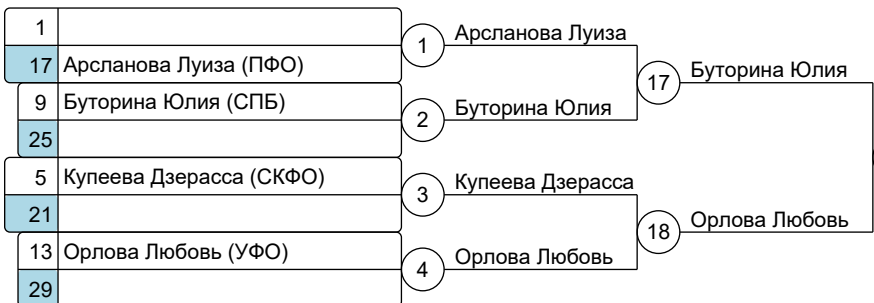 1
17 Арсланова Луиза (ПФО)
9 Буторина Юлия (СПБ)
25
5 Купеева Дзерасса (СКФО)
21
13 Орлова Любовь (УФО)
29
1 Арсланова Луиза
2 Буторина Юлия
3 Купеева Дзерасса
4 Орлова Любовь
17 Буторина Юлия
18 Орлова Любовь